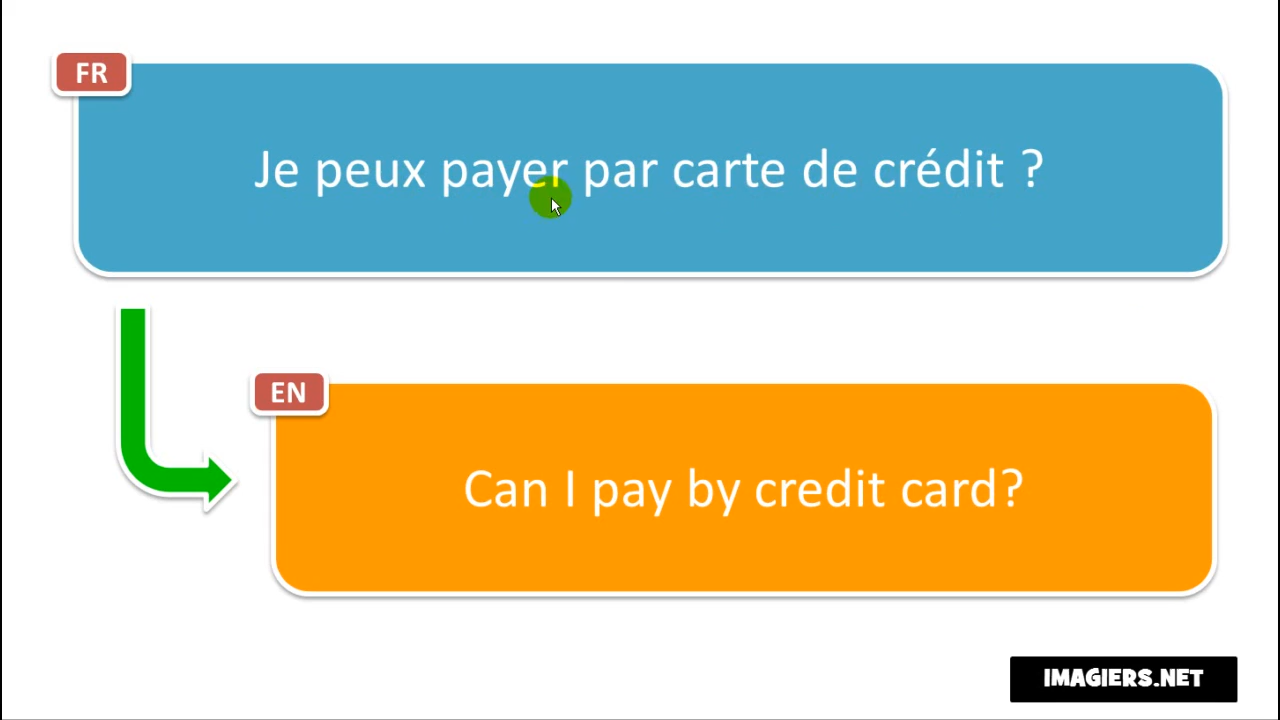 FR
Je peux payer par carte de crédit ?
EN
Can I pay by credit card?
IMAGIERS.NET